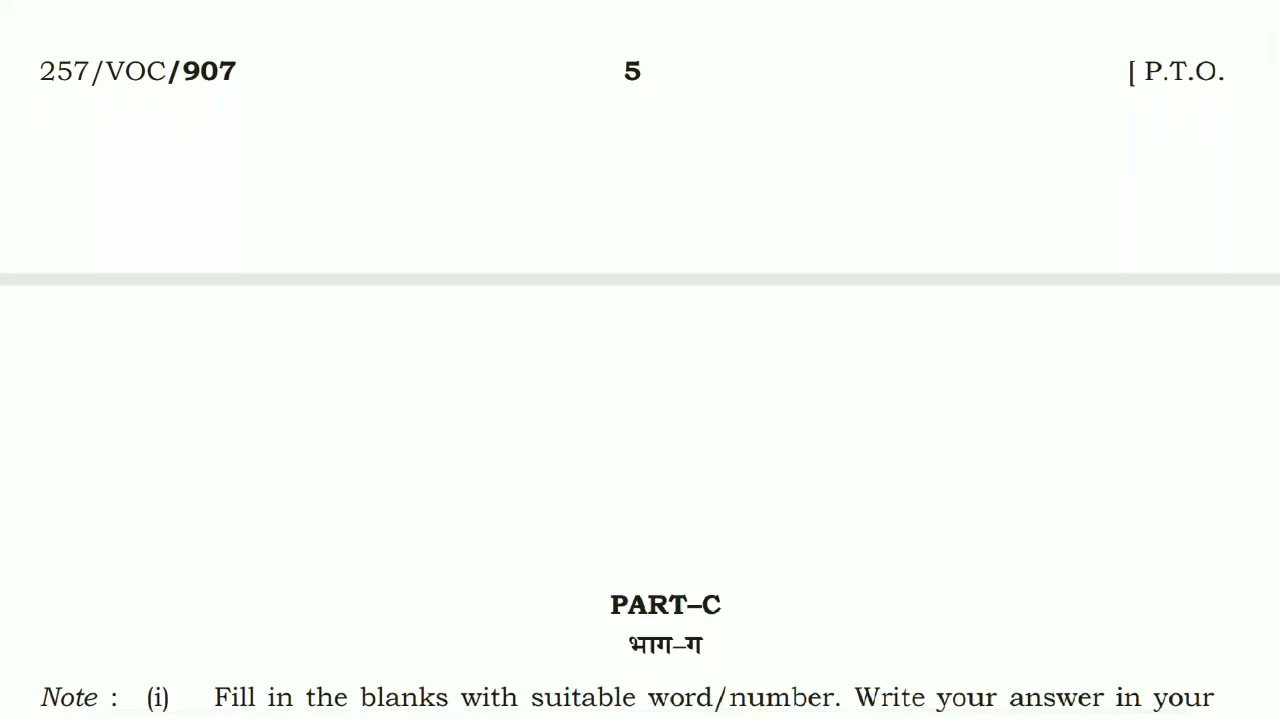 257/VOC/907 5 [ P.T.O.
PART–C
भाग–ग
Note : (i) Fill in the blanks with suitable word/number. Write your answer in your